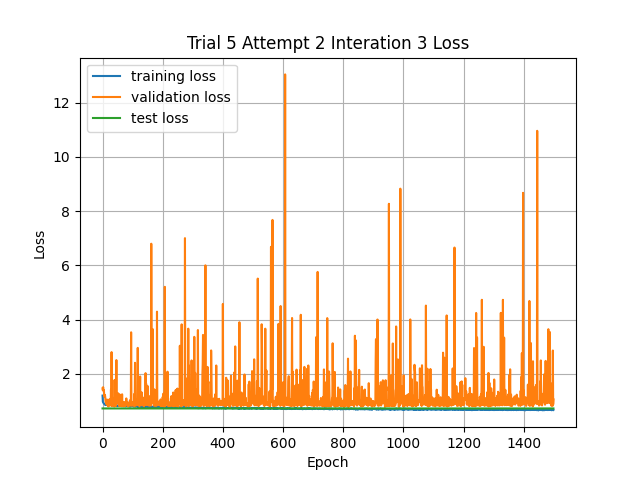 Trial 5 Attempt 2 Interation 3 Loss
training loss
validation loss
test loss
Loss
12
10
8
6
4
2
0 200 400 600 800 1000 1200 1400
Epoch